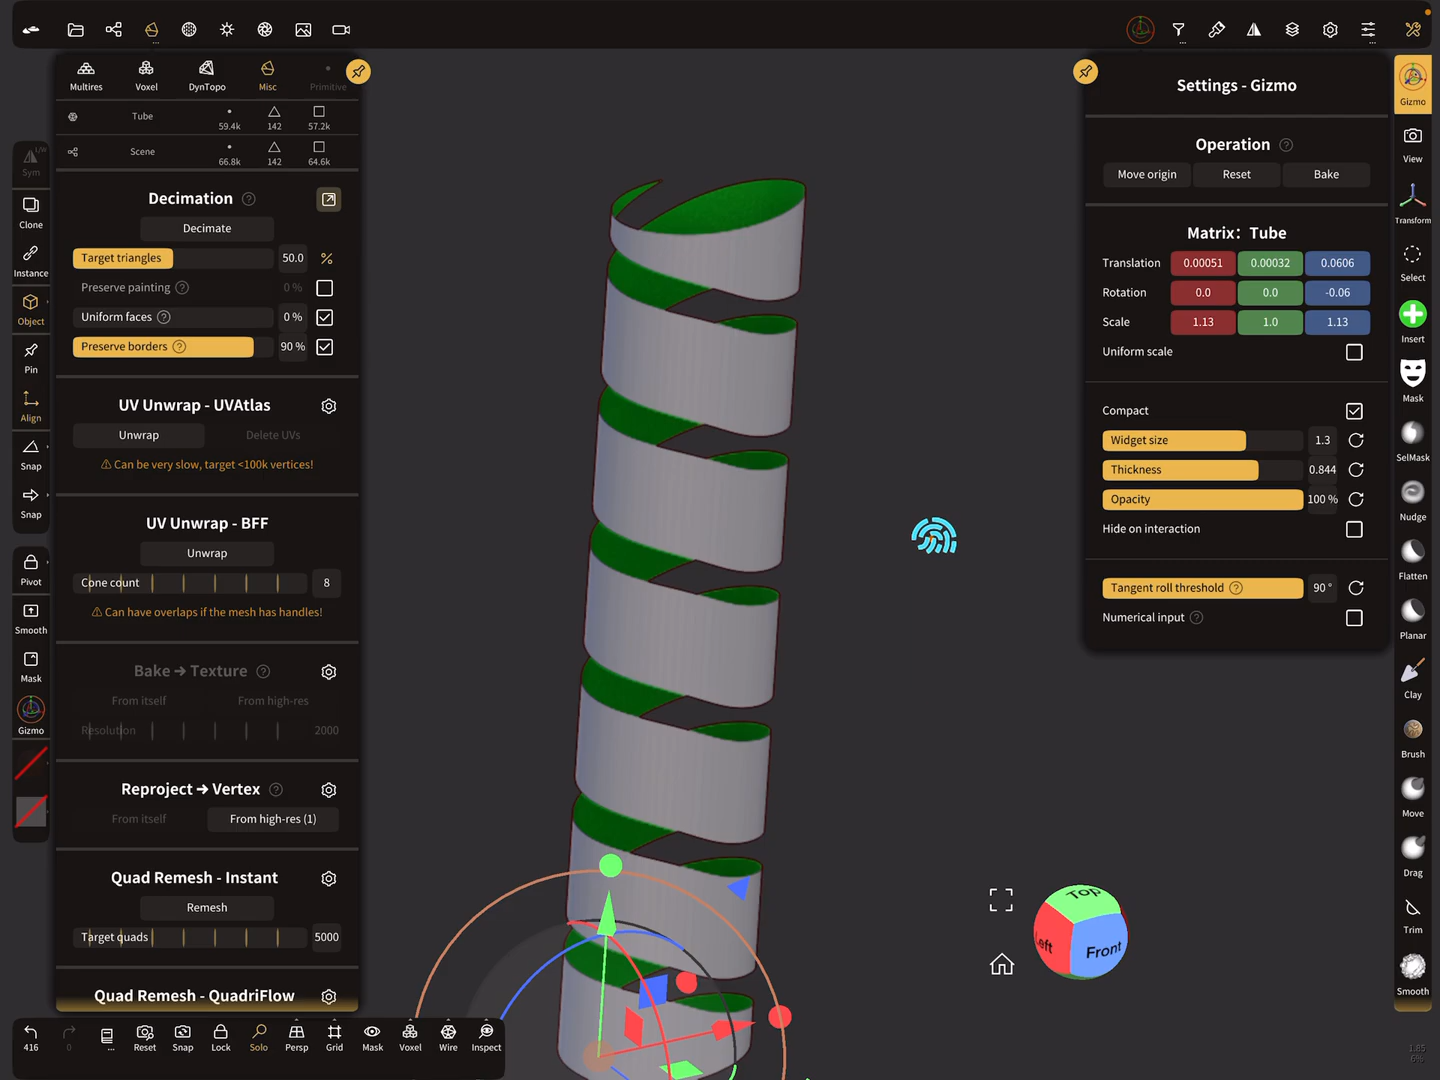 Multires Voxel DynTopo Misc Primitive
Tube 59.4k 142 57.2k
Scene 66.8k 142 64.6k
Decimation ?
Decimate
Target triangles 50.0 %
Preserve painting ? 0 %
Uniform faces ? 0 %
Preserve borders ? 90 %
UV Unwrap - UVAtlas
Unwrap Delete UVs
⚠ Can be very slow, target <100k vertices!
UV Unwrap - BFF
Unwrap
Cone count 8
⚠ Can have overlaps if the mesh has handles!
Bake → Texture ?
From itself From high-res
Resolution 2000
Reproject → Vertex ?
From itself From high-res (1)
Quad Remesh - Instant
Remesh
Target quads 5000
Quad Remesh - QuadriFlow
1/W
Sym
Clone
Instance
Object
Pin
Align
Snap
Snap
Pivot
Smooth
Mask
Gizmo
416 0 ... Reset Snap Lock Solo Persp Grid Mask Voxel Wire Inspect
Top
Left
Front
Settings - Gizmo
Operation ?
Move origin Reset Bake
Matrix: Tube
Translation 0.00051 0.00032 0.0606
Rotation 0.0 0.0 -0.06
Scale 1.13 1.0 1.13
Uniform scale
Compact
Widget size 1.3
Thickness 0.844
Opacity 100 %
Hide on interaction
Tangent roll threshold ? 90 °
Numerical input ?
Gizmo
View
Transform
Select
Insert
Mask
SelMask
Nudge
Flatten
Planar
Clay
Brush
Move
Drag
Trim
Smooth
1.85
6%